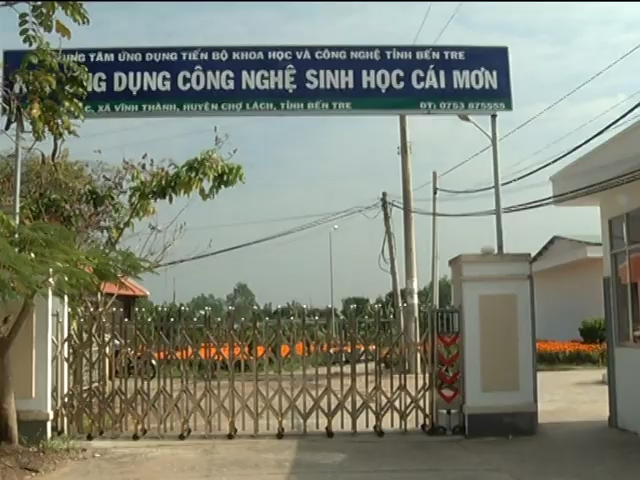 TRUNG TÂM ỨNG DỤNG TIẾN BỘ KHOA HỌC VÀ CÔNG NGHỆ TỈNH BẾN TRE
DỤNG CÔNG NGHỆ SINH HỌC CÁI MƠN
XÃ VĨNH THÀNH, HUYỆN CHỢ LÁCH, TỈNH BẾN TRE ĐT: 0753 875555